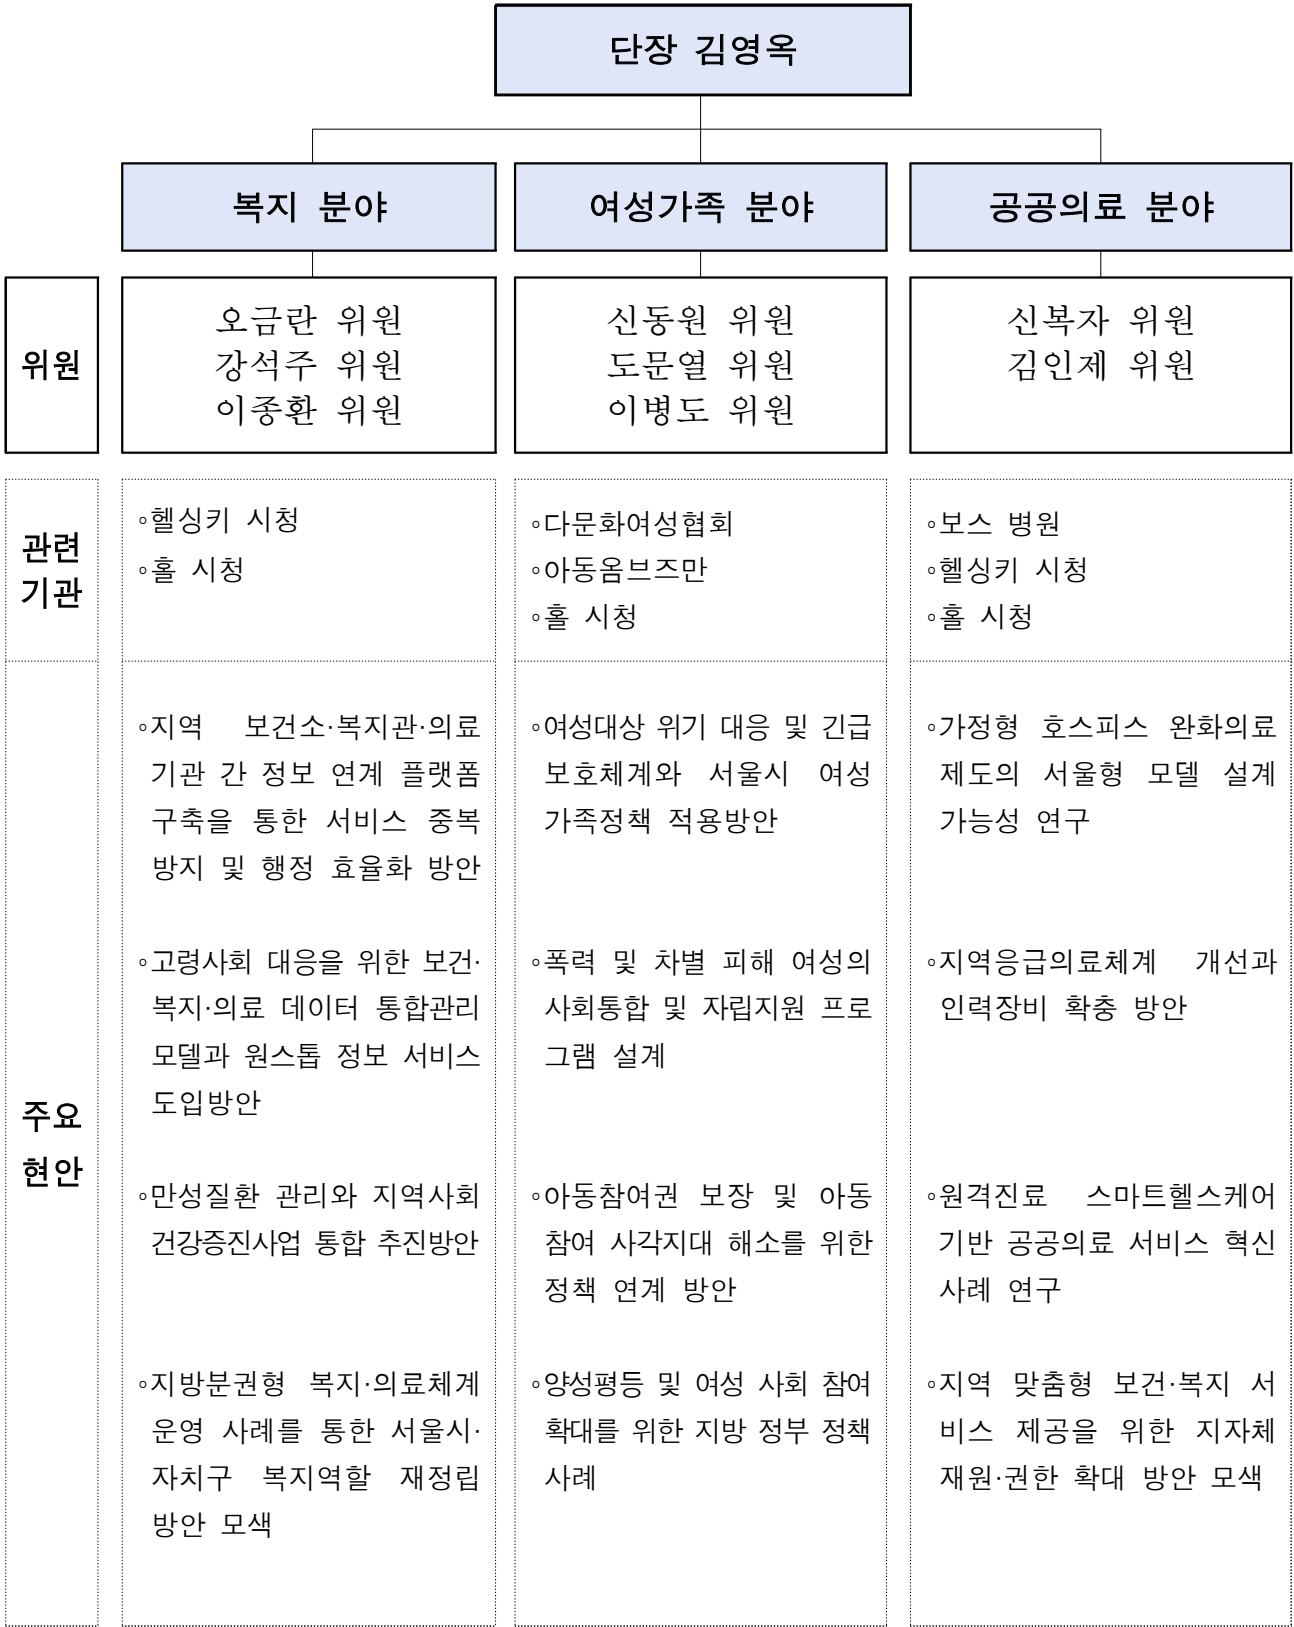 단장 김영옥
복지 분야
여성가족 분야
공공의료 분야
위원
오금란 위원
강석주 위원
이종환 위원
신동원 위원
도문열 위원
이병도 위원
신복자 위원
김인제 위원
관련
기관
◦헬싱키 시청
◦홀 시청
◦다문화여성협회
◦아동옴브즈만
◦홀 시청
◦보스 병원
◦헬싱키 시청
◦홀 시청
주요
현안
◦지역 보건소·복지관·의료
기관 간 정보 연계 플랫폼
구축을 통한 서비스 중복
방지 및 행정 효율화 방안
◦고령사회 대응을 위한 보건·
복지·의료 데이터 통합관리
모델과 원스톱 정보 서비스
도입방안
◦만성질환 관리와 지역사회
건강증진사업 통합 추진방안
◦지방분권형 복지·의료체계
운영 사례를 통한 서울시·
자치구 복지역할 재정립
방안 모색
◦여성대상 위기 대응 및 긴급
보호체계와 서울시 여성
가족정책 적용방안
◦폭력 및 차별 피해 여성의
사회통합 및 자립지원 프로
그램 설계
◦아동참여권 보장 및 아동
참여 사각지대 해소를 위한
정책 연계 방안
◦양성평등 및 여성 사회 참여
확대를 위한 지방 정부 정책
사례
◦가정형 호스피스 완화의료
제도의 서울형 모델 설계
가능성 연구
◦지역응급의료체계 개선과
인력장비 확충 방안
◦원격진료 스마트헬스케어
기반 공공의료 서비스 혁신
사례 연구
◦지역 맞춤형 보건·복지 서
비스 제공을 위한 지자체
재원·권한 확대 방안 모색